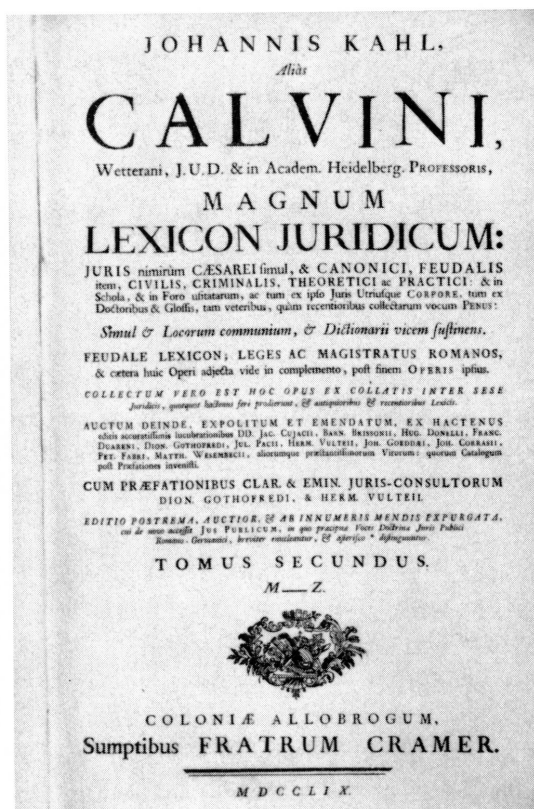 JOHANNIS KAHL,
Aliàs
CALVINI,
Wetterani, J.U.D. & in Academ. Heidelberg. PROFESSORIS,
MAGNUM
LEXICON JURIDICUM:
JURIS nimirùm CÆSAREI simul, & CANONICI, FEUDALIS
item, CIVILIS, CRIMINALIS, THEORETICI ac PRACTICI: & in
Schola, & in Foro usitatarum, ac tum ex ipso Juris Utriusque CORPORE, tum ex
Doctoribus & Glossis, tam veteribus, quàm recentioribus collectarum vocum PENUS:
Simul & Locorum communium, & Dictionarii vicem sustinens.
FEUDALE LEXICON; LEGES AC MAGISTRATUS ROMANOS,
& cætera huic Operi adjecta vide in complemento, post finem OPERIS ipsius.
COLLECTUM VERO EST HOC OPUS EX COLLATIS INTER SESE
Juridicis, quotquot hactenus feré prodierunt, & antiquioribus & recentioribus Lexicis.
AUCTUM DEINDE, EXPOLITUM ET EMENDATUM, EX HACTENUS
editis accuratissimis lucubrationibus DD. JAC. CUJACII, BARN. BRISSONII, HUG. DONELLI, FRANC.
DUARENI, DION. GOTHOFREDI, JUL. PACII, HERM. VULTEII, JOH. GOEDDÆI, JOH. CORRASII,
PET. FABRI, MATTH. WESEMBECII, aliorumque præstantissimorum Virorum: quorum Catalogum
post Præfationes invenisti.
CUM PRÆFATIONIBUS CLAR. & EMIN. JURIS-CONSULTORUM
DION. GOTHOFREDI, & HERM. VULTEII.
EDITIO POSTREMA, AUCTIOR, & AB INNUMERIS MENDIS EXPURGATA,
cui de novo accessit JUS PUBLICUM, in quo præcipuæ Voces Doctrinæ Juris Publici
Romano-Germanici, breviter enucleantur, & asterisco * distinguuntur.
TOMUS SECUNDUS.
M——Z.
COLONIÆ ALLOBROGUM,
Sumptibus FRATRUM CRAMER.
MDCCLIX.